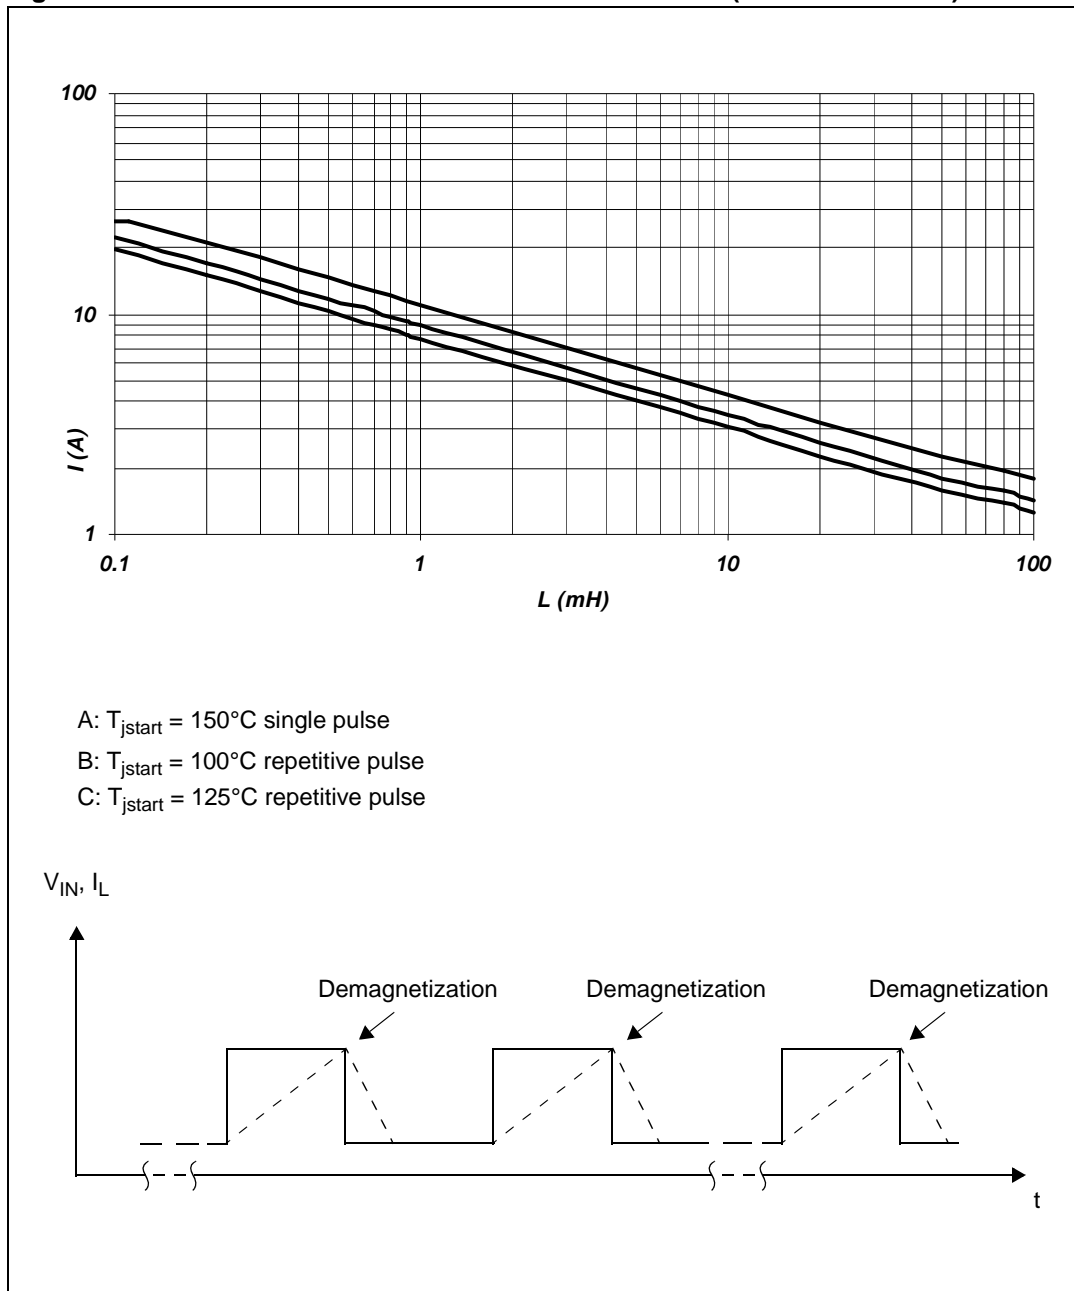 100
10
I (A)
1
0.1 1 10 100
L (mH)
A: Tjstart = 150°C single pulse
B: Tjstart = 100°C repetitive pulse
C: Tjstart = 125°C repetitive pulse
VIN, IL
Demagnetization Demagnetization Demagnetization
t